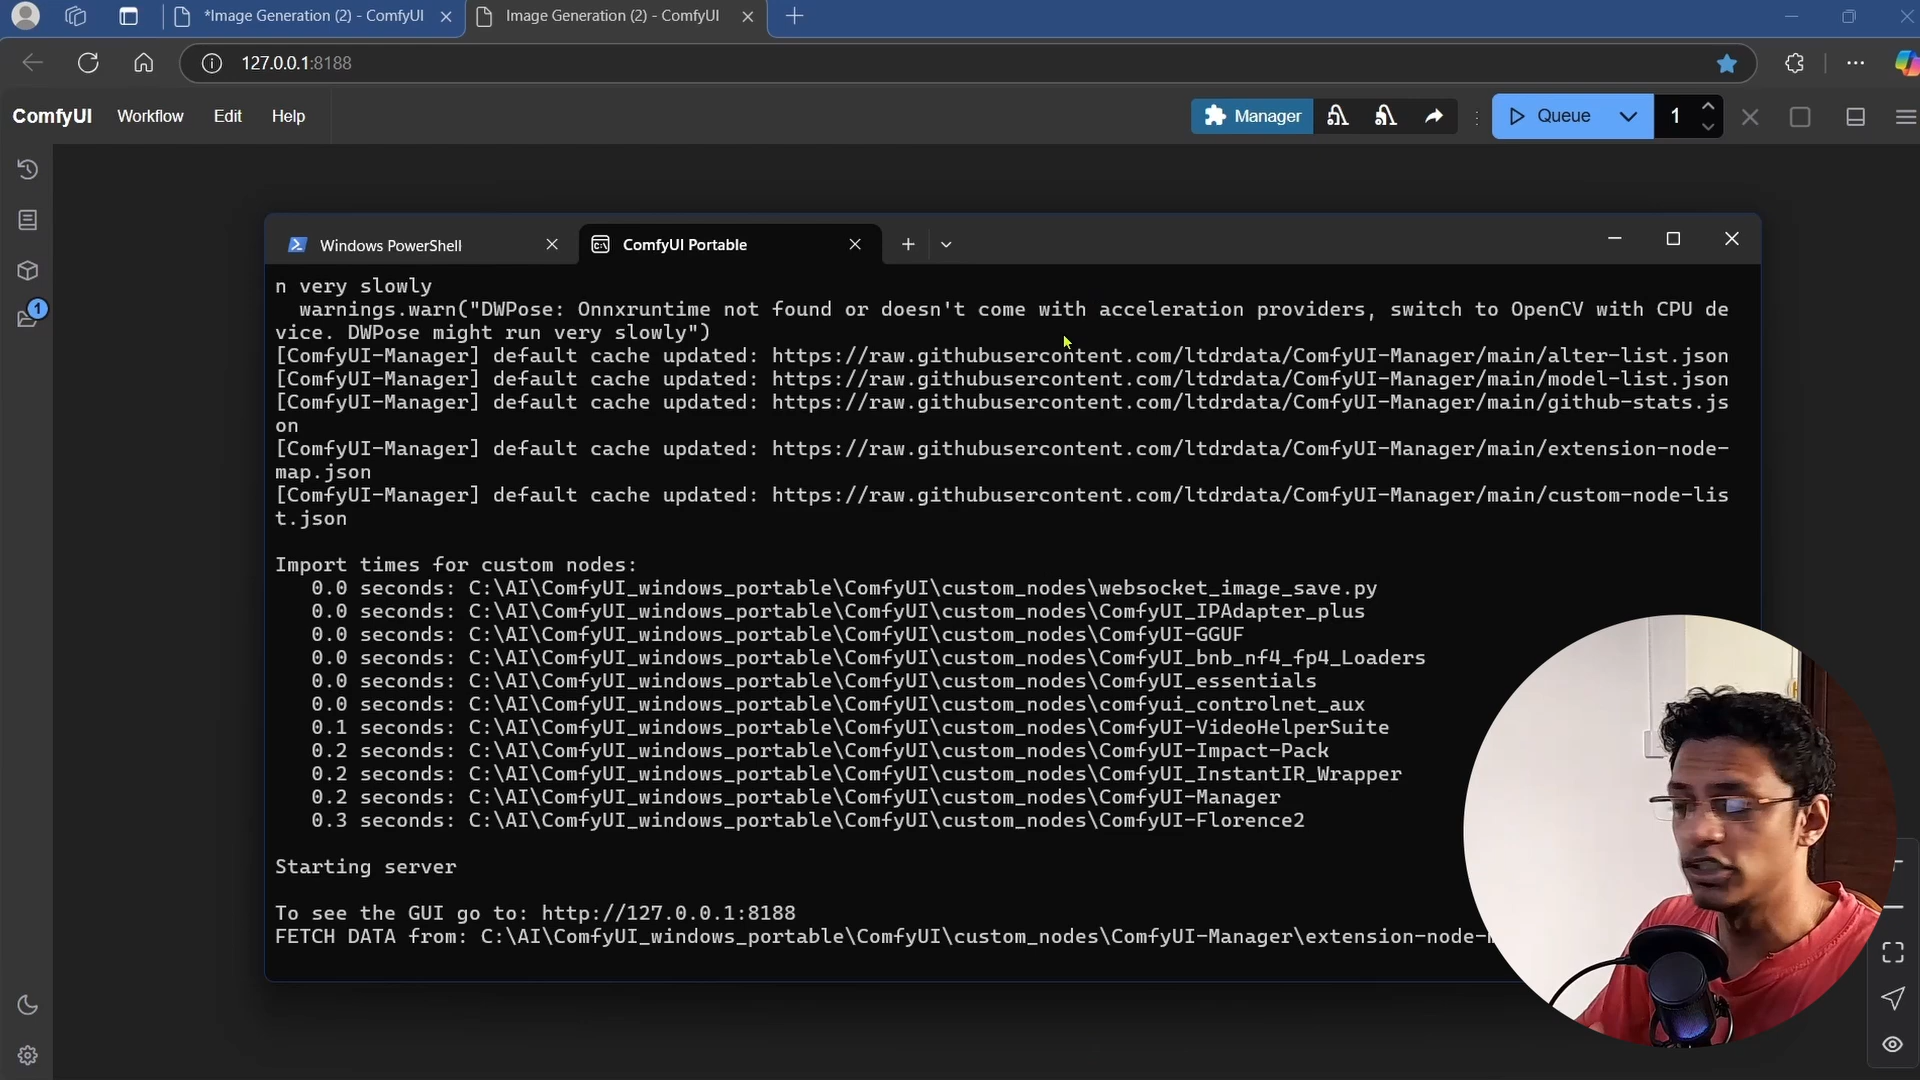 *Image Generation (2) - ComfyUI
Image Generation (2) - ComfyUI
127.0.0.1:8188
ComfyUI Workflow Edit Help
Manager
Queue
1
1
Windows PowerShell
ComfyUI Portable
n very slowly
warnings.warn("DWPose: Onnxruntime not found or doesn't come with acceleration providers, switch to OpenCV with CPU de
vice. DWPose might run very slowly")
[ComfyUI-Manager] default cache updated: https://raw.githubusercontent.com/ltdrdata/ComfyUI-Manager/main/alter-list.json
[ComfyUI-Manager] default cache updated: https://raw.githubusercontent.com/ltdrdata/ComfyUI-Manager/main/model-list.json
[ComfyUI-Manager] default cache updated: https://raw.githubusercontent.com/ltdrdata/ComfyUI-Manager/main/github-stats.js
on
[ComfyUI-Manager] default cache updated: https://raw.githubusercontent.com/ltdrdata/ComfyUI-Manager/main/extension-node-
map.json
[ComfyUI-Manager] default cache updated: https://raw.githubusercontent.com/ltdrdata/ComfyUI-Manager/main/custom-node-lis
t.json
Import times for custom nodes:
0.0 seconds: C:\AI\ComfyUI_windows_portable\ComfyUI\custom_nodes\websocket_image_save.py
0.0 seconds: C:\AI\ComfyUI_windows_portable\ComfyUI\custom_nodes\ComfyUI_IPAdapter_plus
0.0 seconds: C:\AI\ComfyUI_windows_portable\ComfyUI\custom_nodes\ComfyUI-GGUF
0.0 seconds: C:\AI\ComfyUI_windows_portable\ComfyUI\custom_nodes\ComfyUI_bnb_nf4_fp4_Loaders
0.0 seconds: C:\AI\ComfyUI_windows_portable\ComfyUI\custom_nodes\ComfyUI_essentials
0.0 seconds: C:\AI\ComfyUI_windows_portable\ComfyUI\custom_nodes\comfyui_controlnet_aux
0.1 seconds: C:\AI\ComfyUI_windows_portable\ComfyUI\custom_nodes\ComfyUI-VideoHelperSuite
0.2 seconds: C:\AI\ComfyUI_windows_portable\ComfyUI\custom_nodes\ComfyUI-Impact-Pack
0.2 seconds: C:\AI\ComfyUI_windows_portable\ComfyUI\custom_nodes\ComfyUI_InstantIR_Wrapper
0.2 seconds: C:\AI\ComfyUI_windows_portable\ComfyUI\custom_nodes\ComfyUI-Manager
0.3 seconds: C:\AI\ComfyUI_windows_portable\ComfyUI\custom_nodes\ComfyUI-Florence2
Starting server
To see the GUI go to: http://127.0.0.1:8188
FETCH DATA from: C:\AI\ComfyUI_windows_portable\ComfyUI\custom_nodes\ComfyUI-Manager\extension-node-